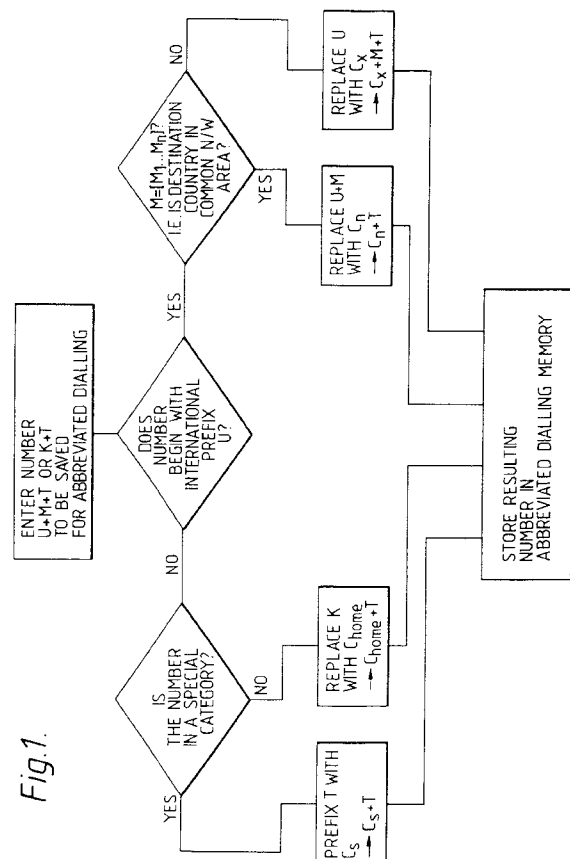 Fig.1.
ENTER NUMBER
U+M+T OR K+T
TO BE SAVED
FOR ABBREVIATED DIALLING
DOES
NUMBER
BEGIN WITH
INTERNATIONAL
PREFIX
U?
NO
YES
IS
THE NUMBER
IN A SPECIAL
CATEGORY?
YES
NO
M=[M₁...Mₙ]?
I.E. IS DESTINATION
COUNTRY IN
COMMON N/W
AREA?
YES
NO
PREFIX T WITH
Cₛ
→ Cₛ+T
REPLACE K
WITH C_home
→ C_home+T
REPLACE U+M
WITH Cₙ
→ Cₙ+T
REPLACE U
WITH Cₓ
→ Cₓ+M+T
STORE RESULTING
NUMBER IN
ABBREVIATED DIALLING MEMORY